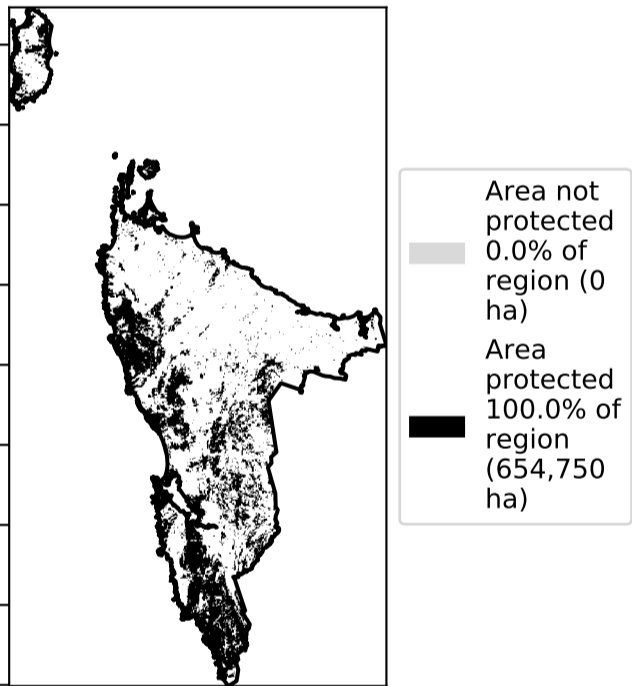 Area not
protected
0.0% of
region (0
ha)
Area
protected
100.0% of
region
(654,750
ha)